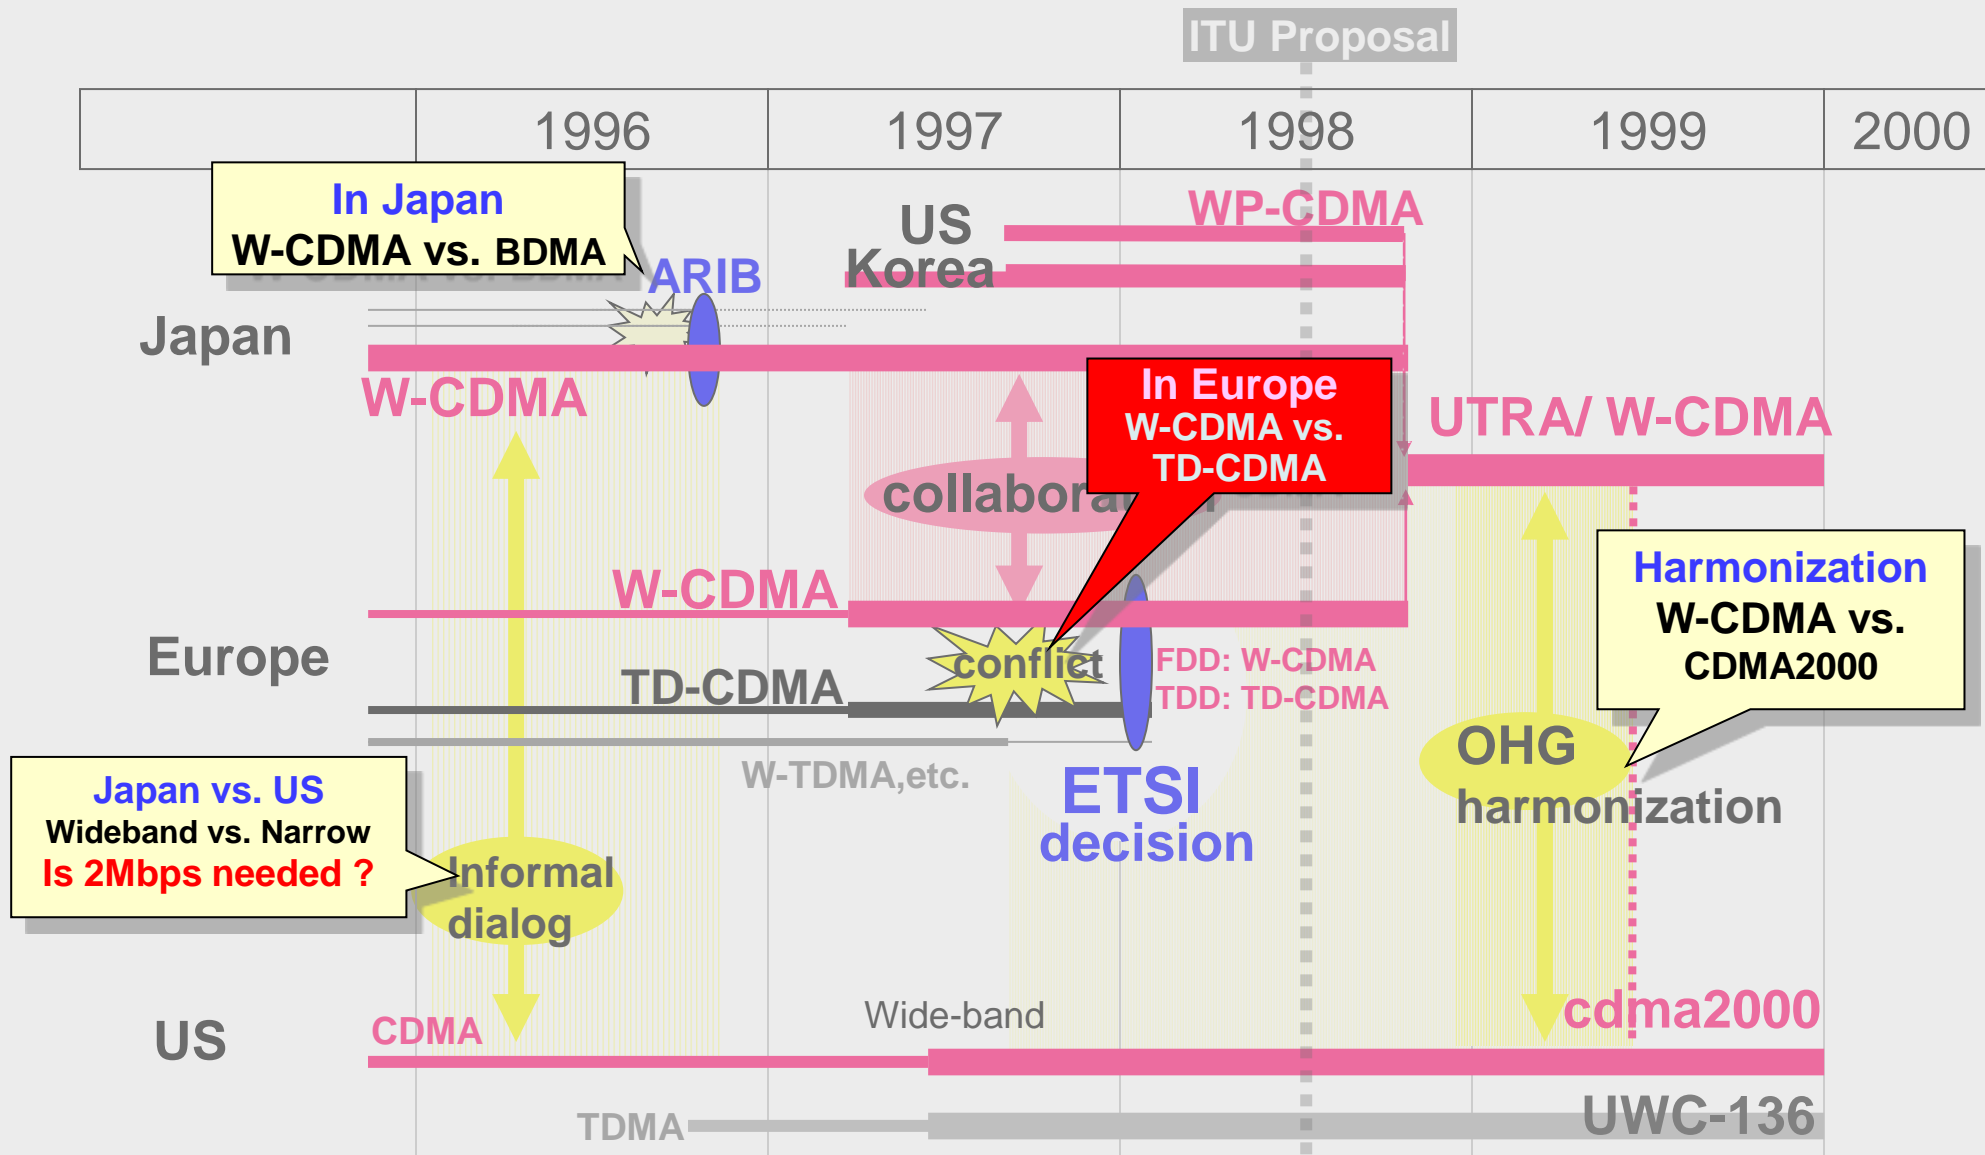 ITU Proposal
1996
1997
1998
1999
2000
In Japan
W-CDMA vs. BDMA
ARIB
US
Korea
WP-CDMA
Japan
W-CDMA
In Europe
W-CDMA vs.
TD-CDMA
UTRA/ W-CDMA
W-CDMA
Harmonization
W-CDMA vs.
CDMA2000
Europe
conflict
FDD: W-CDMA
TDD: TD-CDMA
TD-CDMA
W-TDMA,etc.
ETSI
decision
OHG
harmonization
Japan vs. US
Wideband vs. Narrow
Is 2Mbps needed ?
Informal
dialog
Wide-band
cdma2000
US
CDMA
UWC-136
TDMA